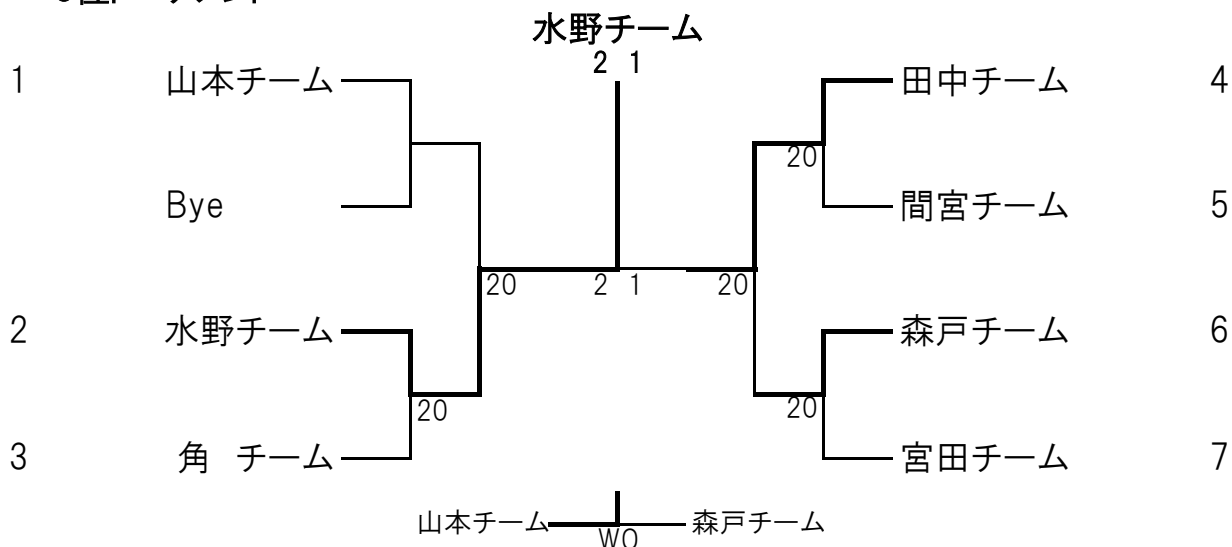 水野チーム
2 1
1 山本チーム 田中チーム 4
20
Bye 間宮チーム 5
20 2 1 20
2 水野チーム 森戸チーム 6
20 20
3 角 チーム 宮田チーム 7
山本チーム 森戸チーム
WO